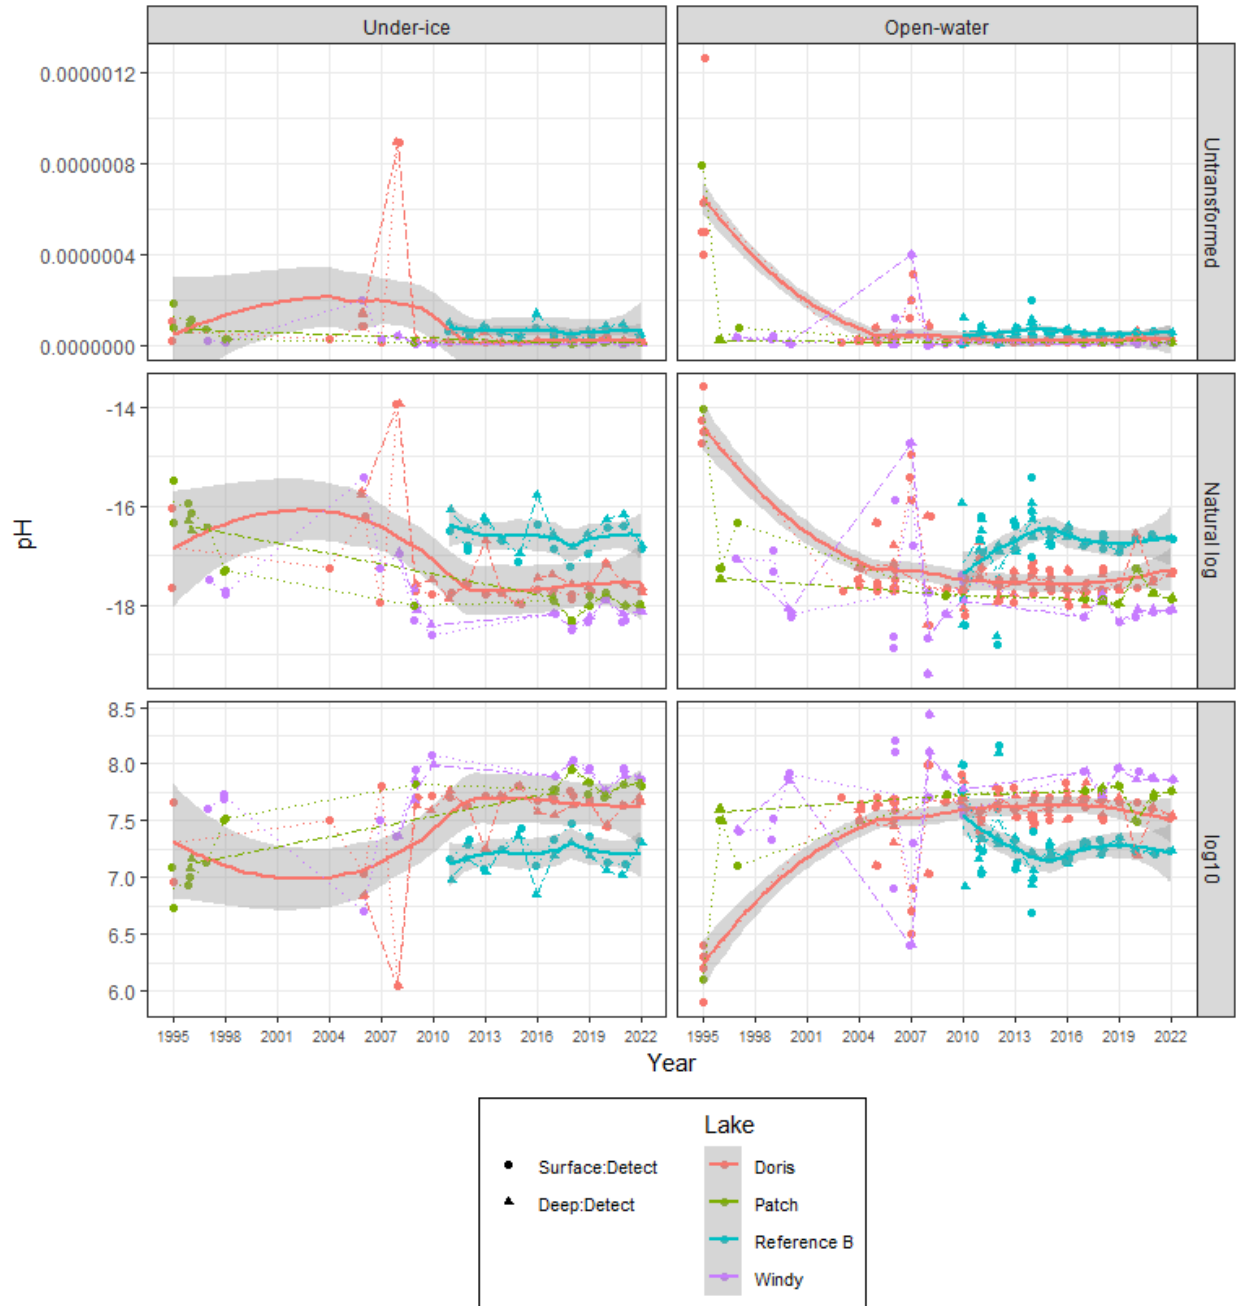 Under-ice Open-water
0.0000012
0.0000008
0.0000004
0.0000000
Untransformed
-14
-16
-18
Natural log
pH
8.5
8.0
7.5
7.0
6.5
6.0
log10
1995 1998 2001 2004 2007 2010 2013 2016 2019 2022 1995 1998 2001 2004 2007 2010 2013 2016 2019 2022
Year
Lake
Surface:Detect
Deep:Detect
Doris
Patch
Reference B
Windy